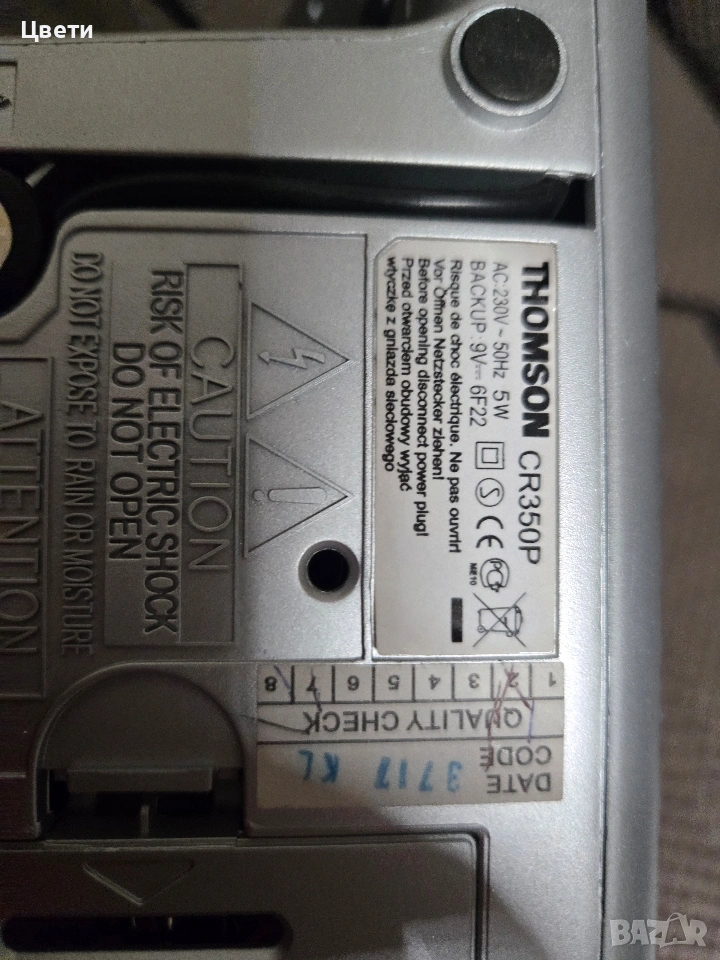 Цвети
THOMSON CR350P
AC:230V ~ 50Hz 5W
BACKUP : 9V 6F22
CE
ME10
Risque de choc électrique. Ne pas ouvrir!
Vor Öffnen Netzstecker ziehen!
Before opening disconnect power plug!
Przed otwarciem obudowy wyjąć
wtyczkę z gniazda sieciowego
CAUTION
RISK OF ELECTRIC SHOCK
DO NOT OPEN
DO NOT EXPOSE TO RAIN OR MOISTURE
ATTENTION
DATE
CODE
3717 KL
QUALITY CHECK
1 2 3 4 5 6 7 8
BAZAR